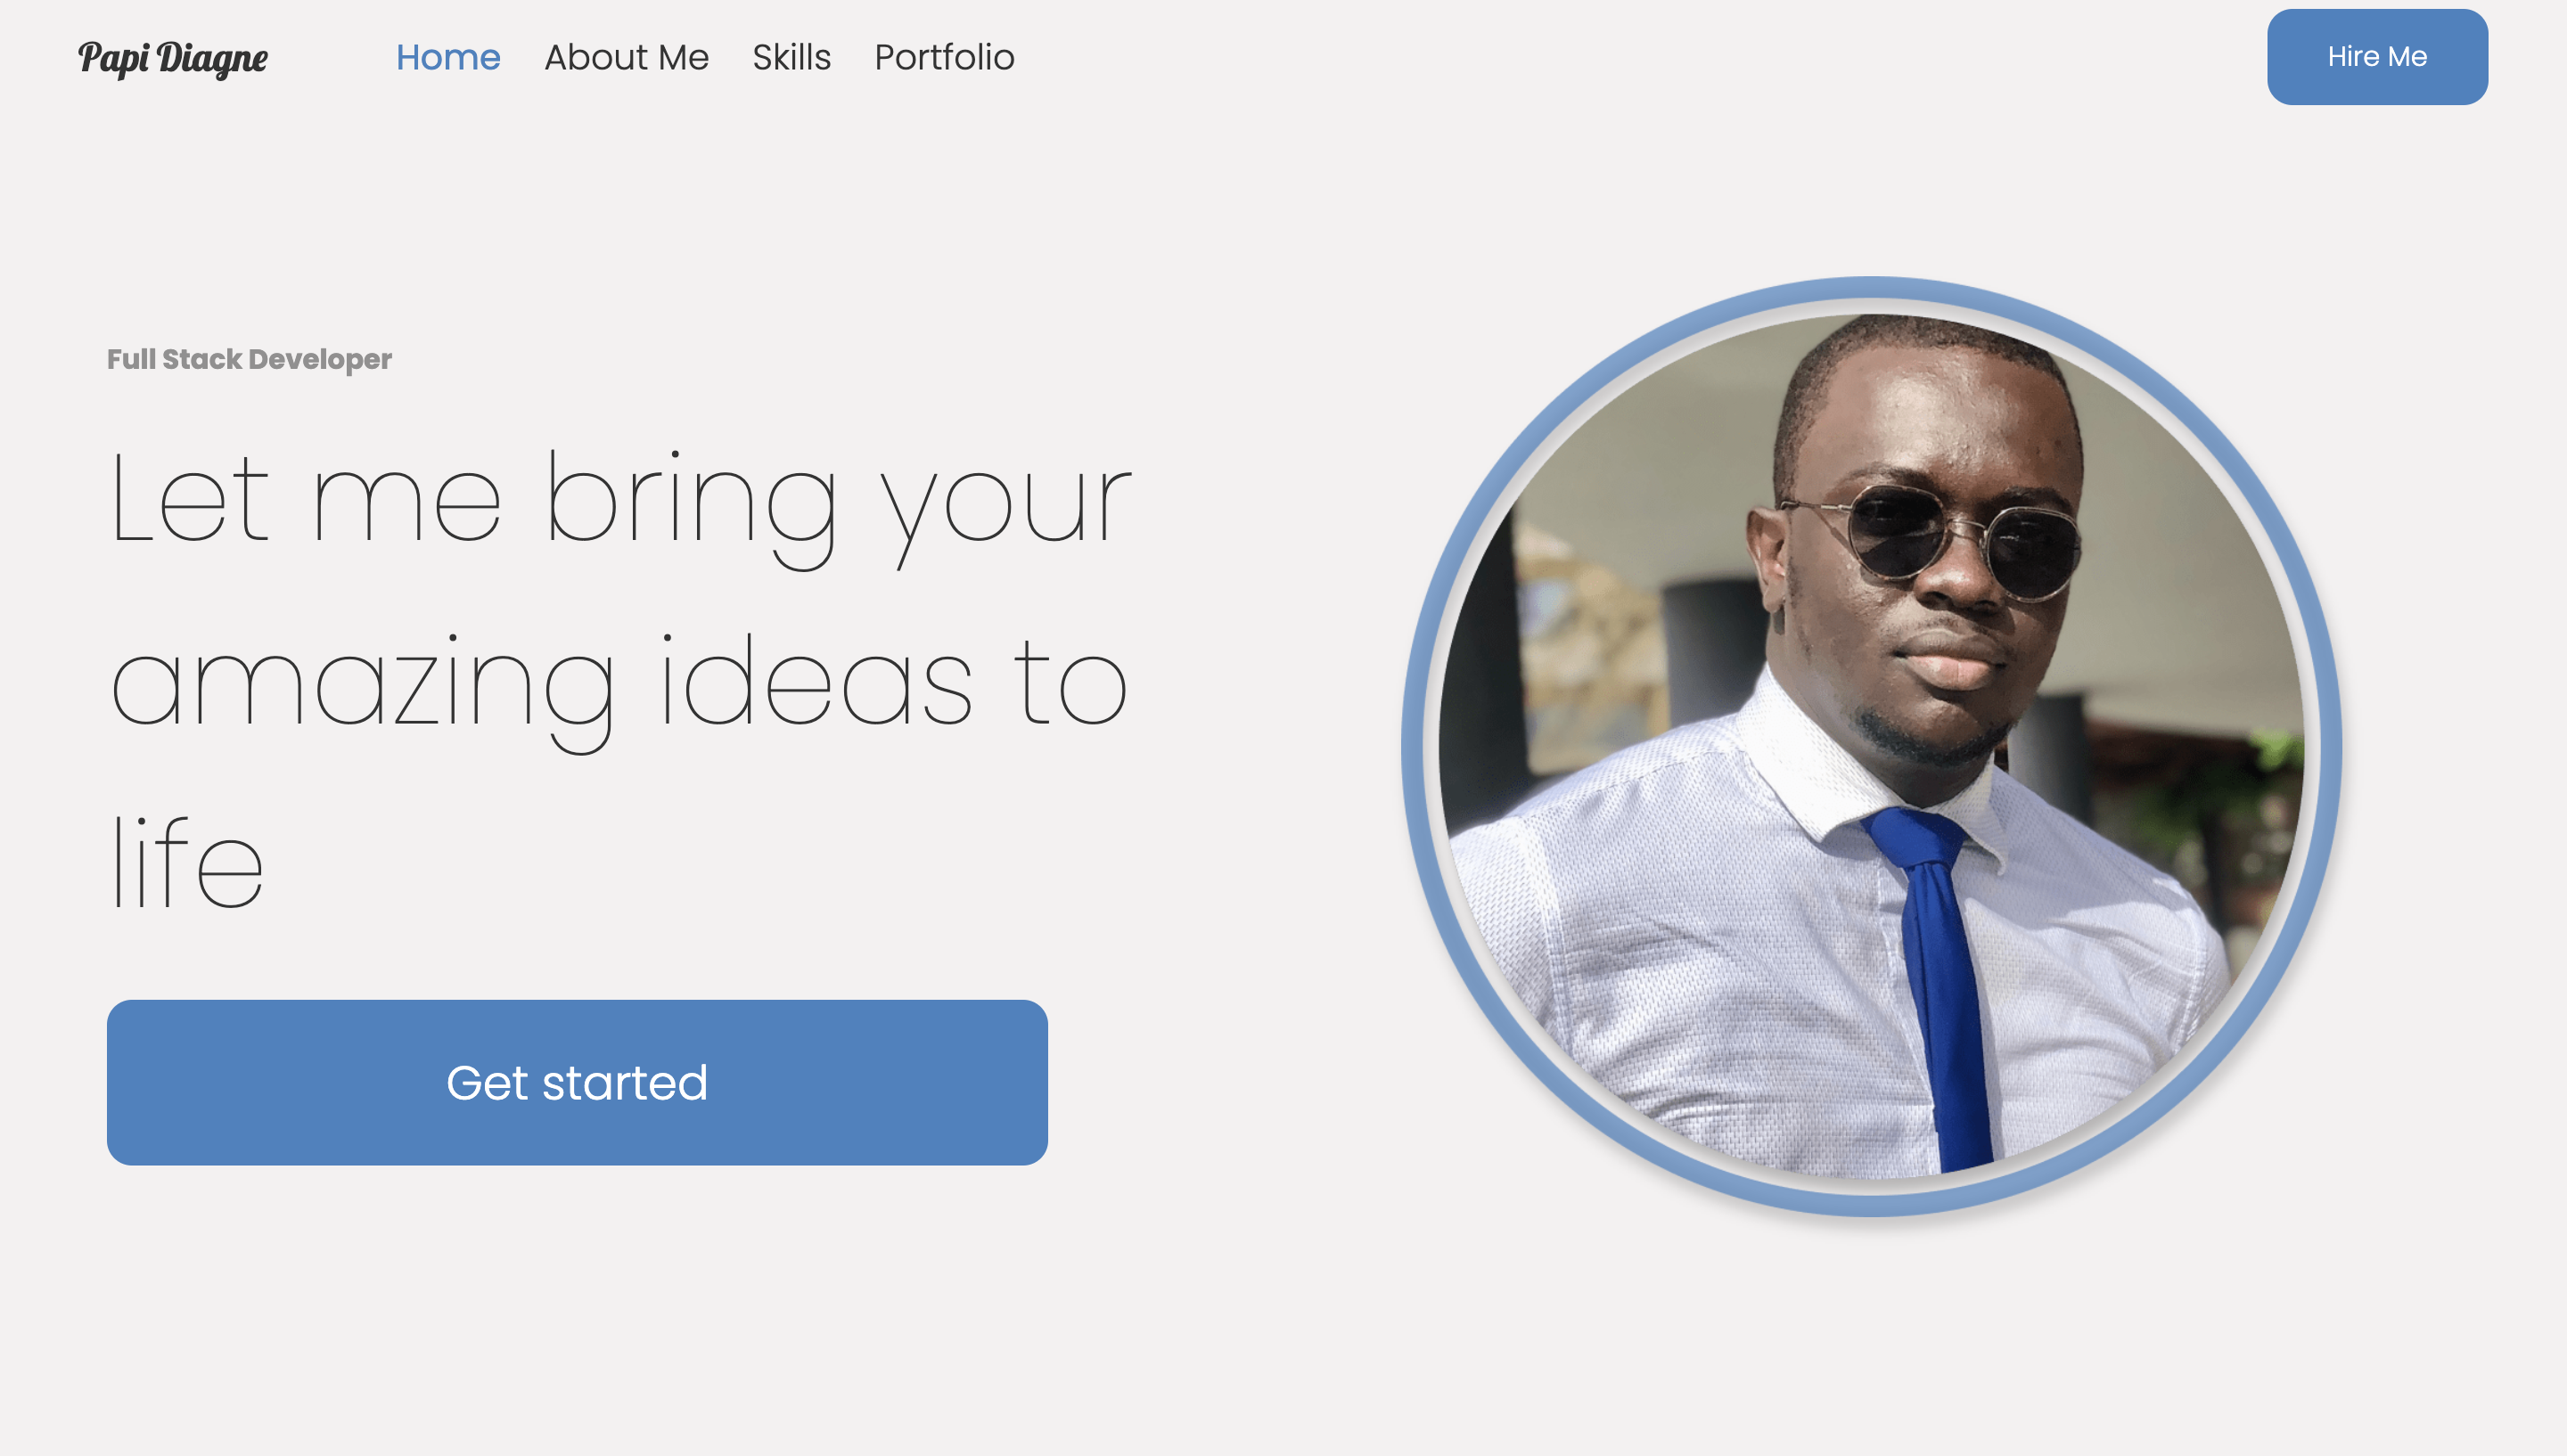 Papi Diagne
Home About Me Skills Portfolio
Hire Me
Full Stack Developer
Let me bring your
amazing ideas to
life
Get started